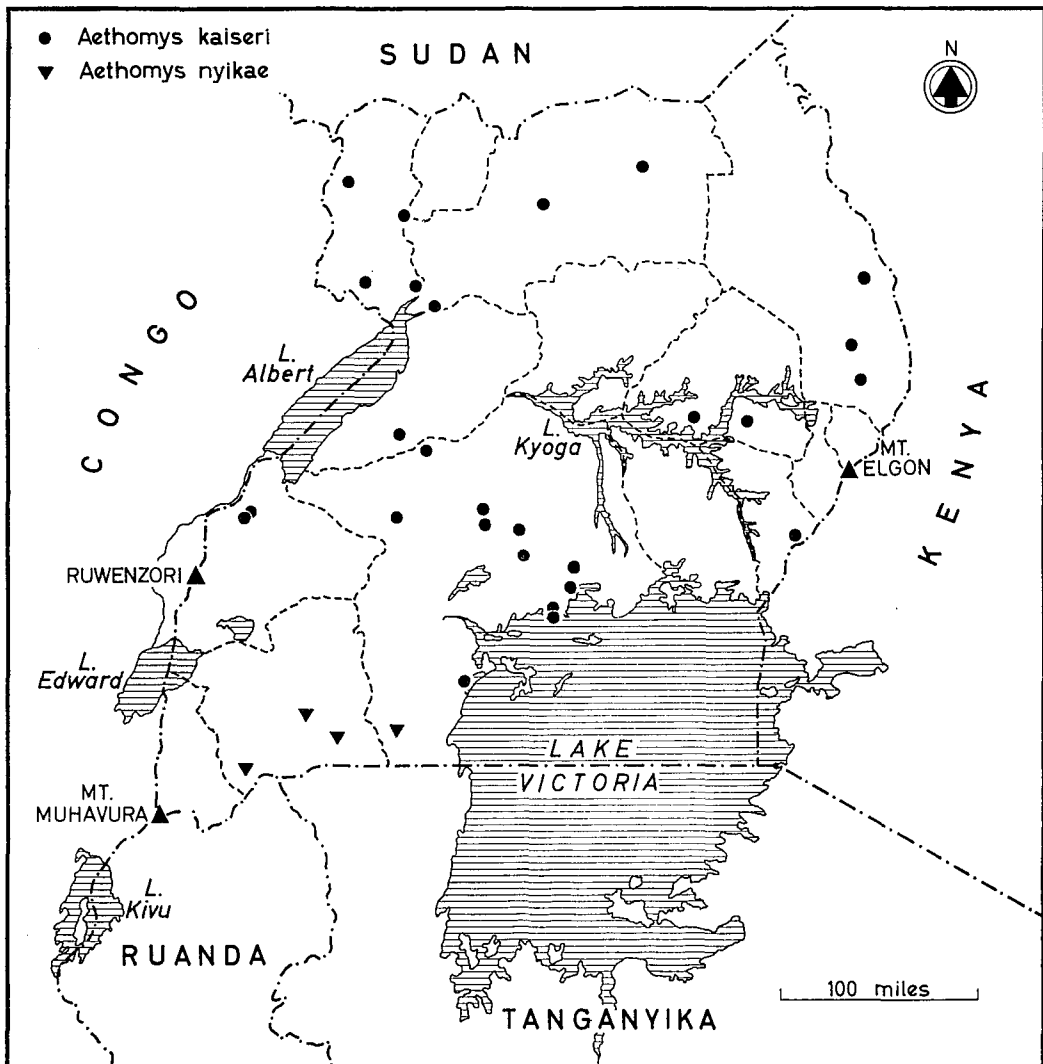 Aethomys kaiseri
Aethomys nyikae
SUDAN
N
CONGO
L.
Albert
L.
Kyoga
MT.
ELGON
KENYA
RUWENZORI
L.
Edward
LAKE
VICTORIA
MT.
MUHAVURA
L.
Kivu
RUANDA
100 miles
TANGANYIKA